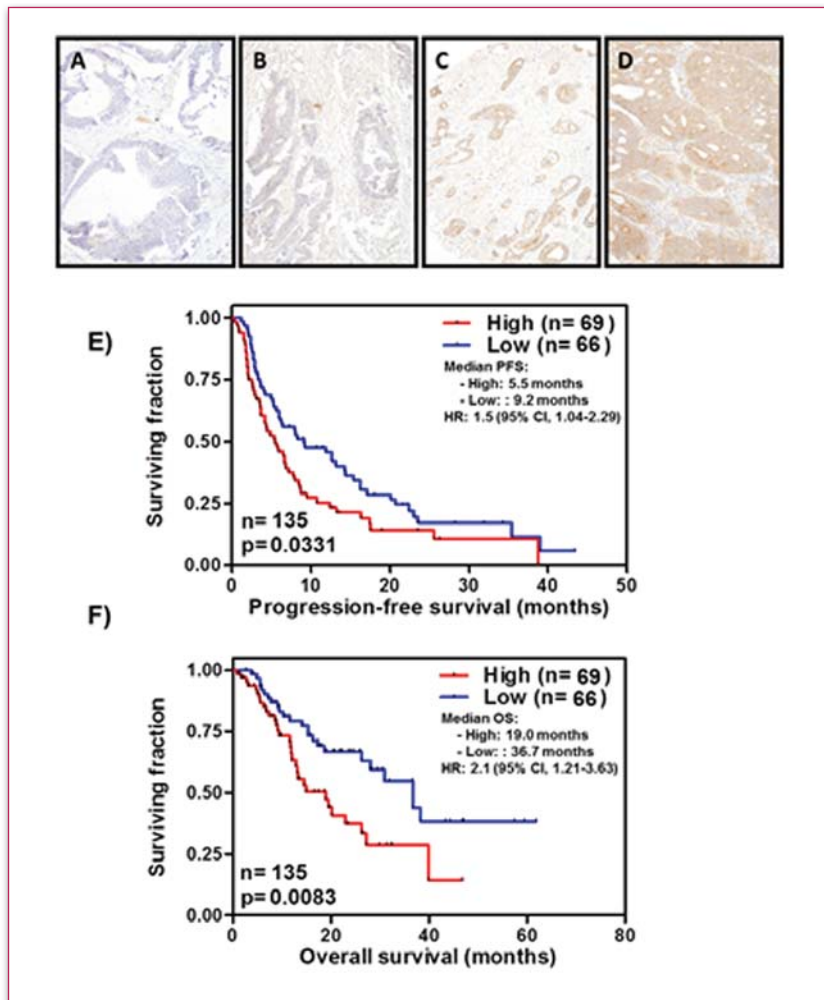 A B C D
E)
1.00
0.75
0.50
0.25
0.00
Surviving fraction
High (n= 69)
Low (n= 66)
Median PFS:
- High: 5.5 months
- Low: : 9.2 months
HR: 1.5 (95% CI, 1.04-2.29)
n= 135
p=0.0331
0 10 20 30 40 50
Progression-free survival (months)
F)
1.00
0.75
0.50
0.25
0.00
Surviving fraction
High (n= 69)
Low (n= 66)
Median OS:
- High: 19.0 months
- Low: : 36.7 months
HR: 2.1 (95% CI, 1.21-3.63)
n= 135
p=0.0083
0 20 40 60 80
Overall survival (months)